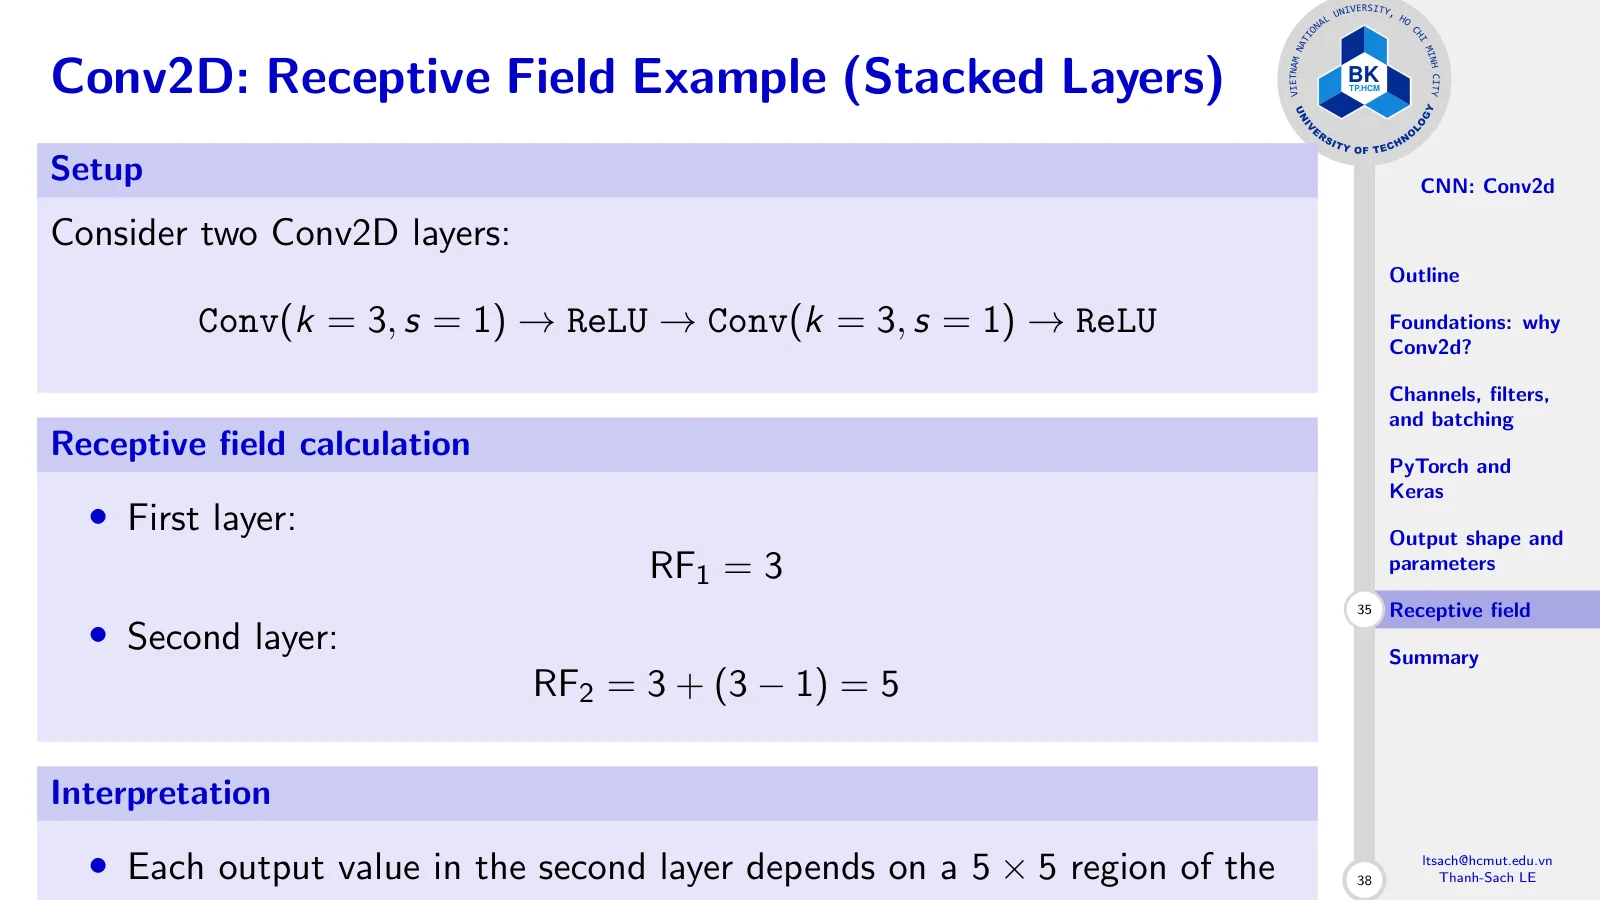 Conv2D: Receptive Field Example (Stacked Layers)
VIETNAM NATIONAL UNIVERSITY, HO CHI MINH CITY
BK
TP.HCM
UNIVERSITY OF TECHNOLOGY
Setup
Consider two Conv2D layers:
Conv(k = 3, s = 1) → ReLU → Conv(k = 3, s = 1) → ReLU
Receptive field calculation
• First layer:
RF₁ = 3
• Second layer:
RF₂ = 3 + (3 − 1) = 5
Interpretation
• Each output value in the second layer depends on a 5 × 5 region of the
CNN: Conv2d
Outline
Foundations: why
Conv2d?
Channels, filters,
and batching
PyTorch and
Keras
Output shape and
parameters
35
Receptive field
Summary
38
ltsach@hcmut.edu.vn
Thanh-Sach LE